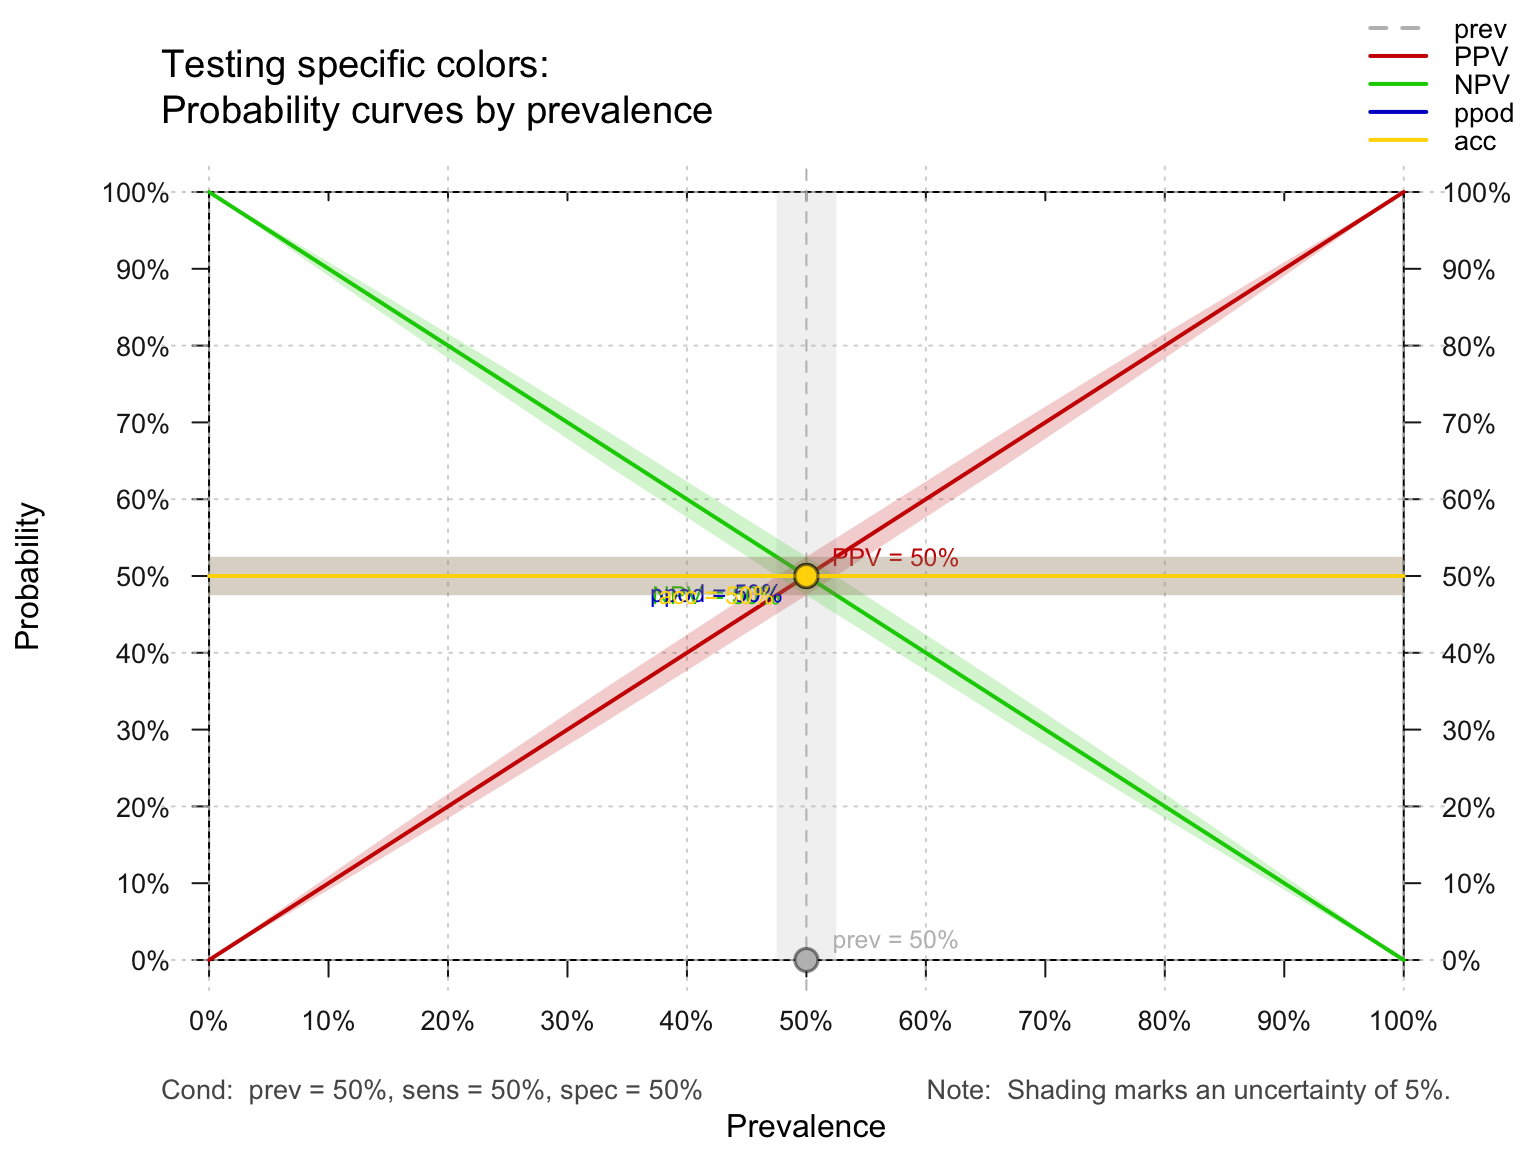 Testing specific colors:
Probability curves by prevalence
prev
PPV
NPV
ppod
acc
100%
90%
80%
70%
60%
50%
40%
30%
20%
10%
0%
Probability
PPV = 50%
ppod = 50%
prev = 50%
100%
90%
80%
70%
60%
50%
40%
30%
20%
10%
0%
0% 10% 20% 30% 40% 50% 60% 70% 80% 90% 100%
Cond: prev = 50%, sens = 50%, spec = 50%
Note: Shading marks an uncertainty of 5%.
Prevalence